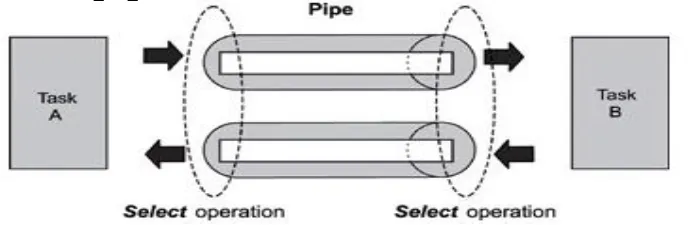 Pipe
Task
A
Task
B
Select operation
Select operation